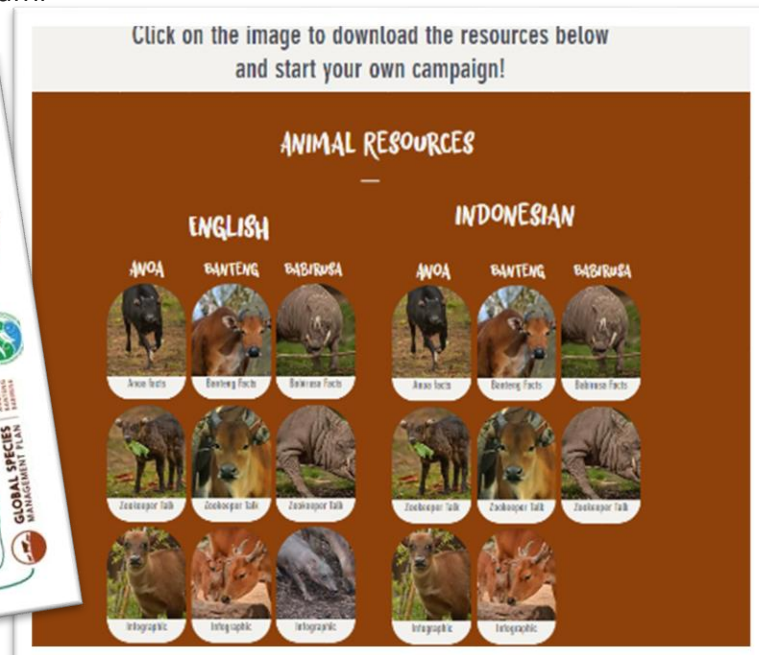 Click on the image to download the resources below
and start your own campaign!
ANIMAL RESOURCES
ENGLISH
INDONESIAN
ANOA BANTENG BABIRUSA
ANOA BANTENG BABIRUSA
Anoa facts Banteng Facts Babirusa Facts
Anoa facts Banteng Facts Babirusa Facts
Zookeeper Talk Zookeeper Talk Zookeeper Talk
Zookeeper Talk Zookeeper Talk Zookeeper Talk
Infographic Infographic Infographic
Infographic Infographic
GLOBAL SPECIES
MANAGEMENT PLAN
BANTENG
BABIRUSA